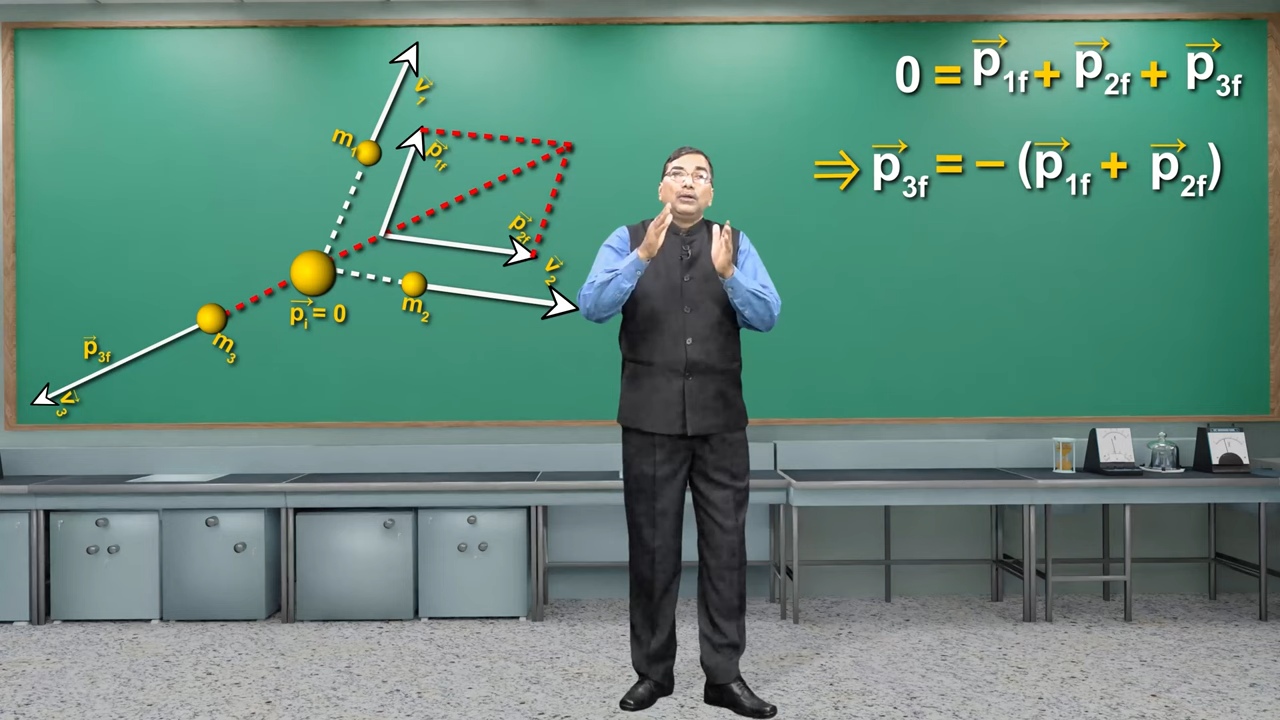 0 = p⃗₁f + p⃗₂f + p⃗₃f
⇒ p⃗₃f = − (p⃗₁f + p⃗₂f)
v⃗₁
m₁
p⃗₁f
p⃗₂f
v⃗₂
m₂
p⃗ᵢ = 0
m₃
p⃗₃f
v⃗₃